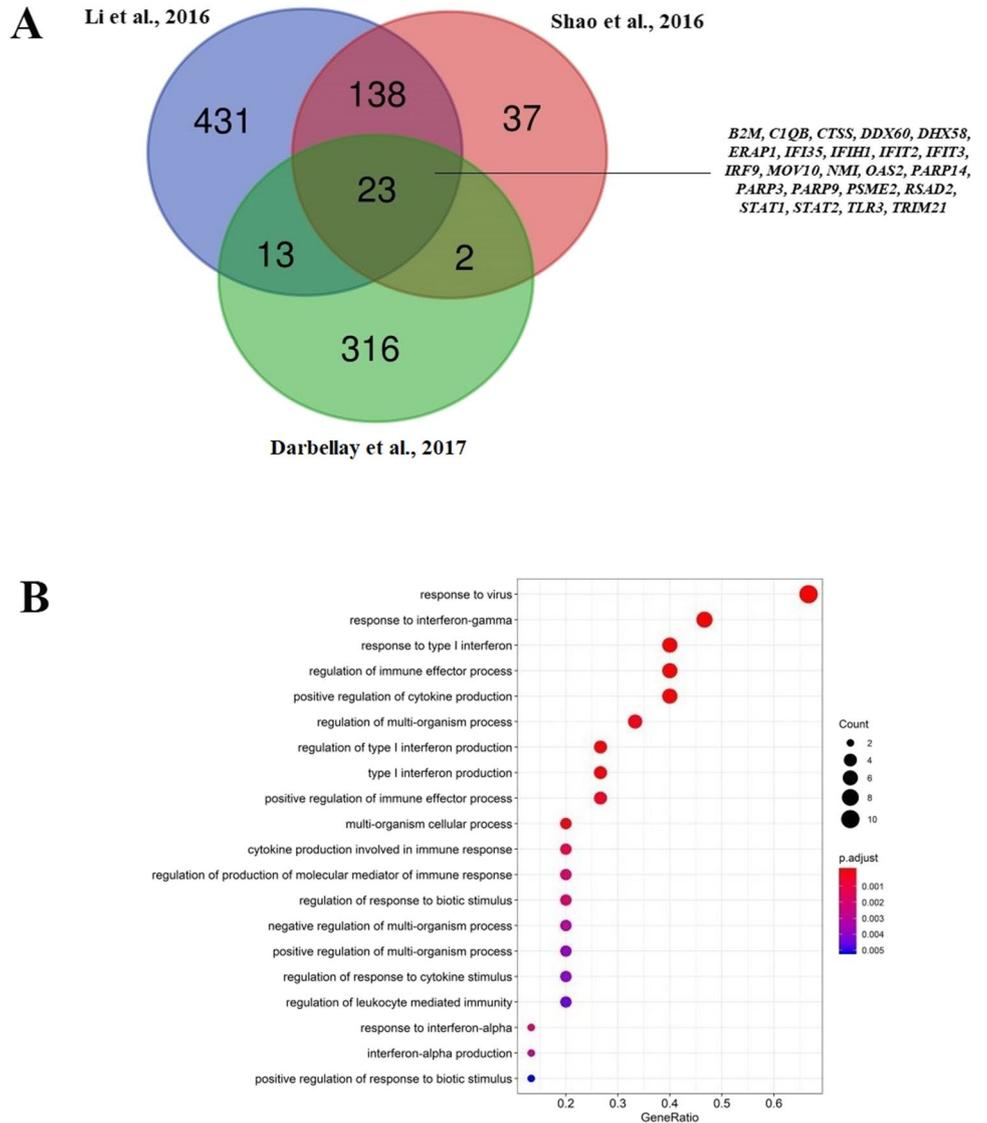 A
Li et al., 2016
Shao et al., 2016
431
138
37
23
13
2
316
B2M, C1QB, CTSS, DDX60, DHX58,
ERAP1, IFI35, IFIH1, IFIT2, IFIT3,
IRF9, MOV10, NMI, OAS2, PARP14,
PARP3, PARP9, PSME2, RSAD2,
STAT1, STAT2, TLR3, TRIM21
Darbellay et al., 2017
B
response to virus
response to interferon-gamma
response to type I interferon
regulation of immune effector process
positive regulation of cytokine production
regulation of multi-organism process
regulation of type I interferon production
type I interferon production
positive regulation of immune effector process
multi-organism cellular process
cytokine production involved in immune response
regulation of production of molecular mediator of immune response
regulation of response to biotic stimulus
negative regulation of multi-organism process
positive regulation of multi-organism process
regulation of response to cytokine stimulus
regulation of leukocyte mediated immunity
response to interferon-alpha
interferon-alpha production
positive regulation of response to biotic stimulus
0.2 0.3 0.4 0.5 0.6
GeneRatio
Count
2
4
6
8
10
p.adjust
0.001
0.002
0.003
0.004
0.005